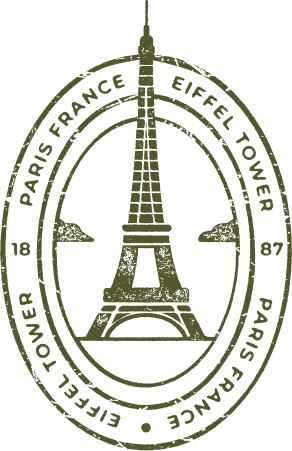 PARIS FRANCE
EIFFEL TOWER
18
87
EIFFEL TOWER
PARIS FRANCE